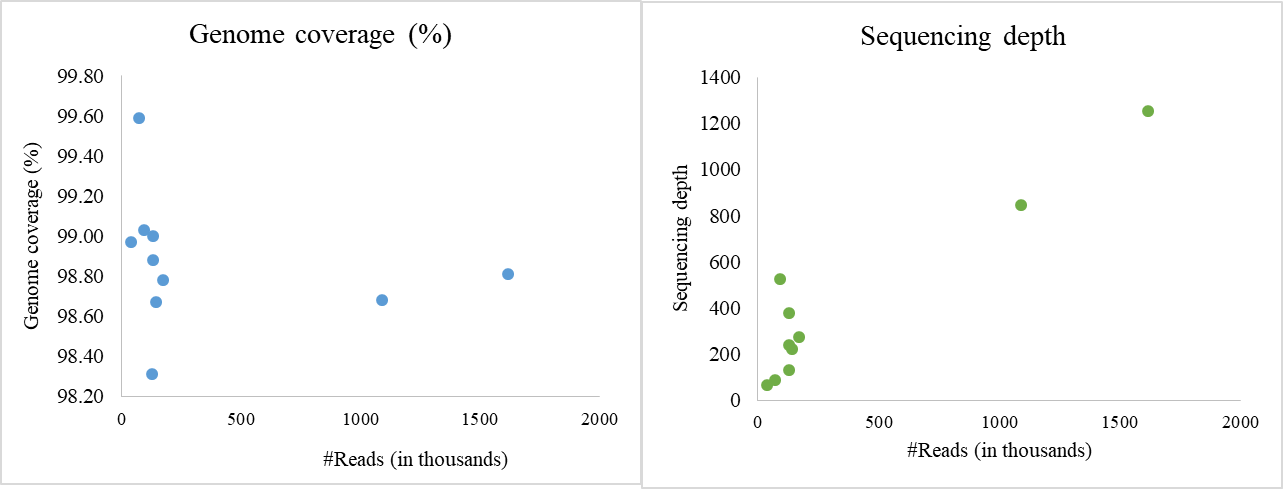 Genome coverage (%)
Genome coverage (%)
99.80
99.60
99.40
99.20
99.00
98.80
98.60
98.40
98.20
0 500 1000 1500 2000
#Reads (in thousands)
Sequencing depth
Sequencing depth
1400
1200
1000
800
600
400
200
0
0 500 1000 1500 2000
#Reads (in thousands)